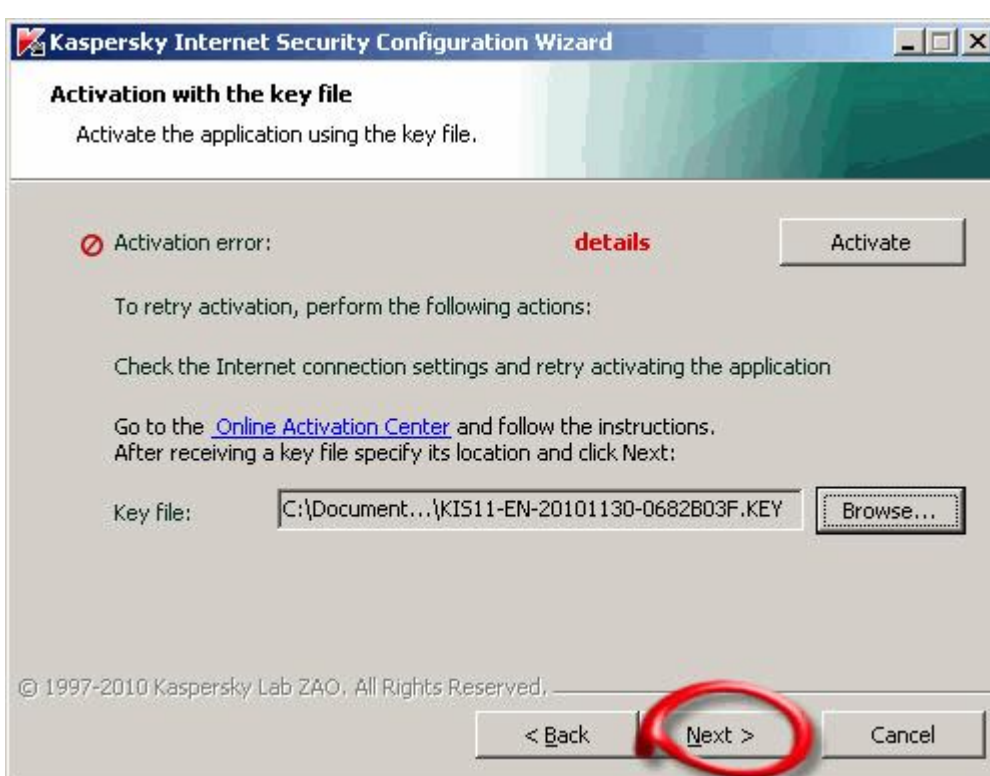 Kaspersky Internet Security Configuration Wizard
Activation with the key file
Activate the application using the key file.
Activation error: details Activate
To retry activation, perform the following actions:
Check the Internet connection settings and retry activating the application
Go to the Online Activation Center and follow the instructions.
After receiving a key file specify its location and click Next:
Key file: C:\Document...\KIS11-EN-20101130-0682B03F.KEY Browse...
© 1997-2010 Kaspersky Lab ZAO. All Rights Reserved.
< Back Next > Cancel